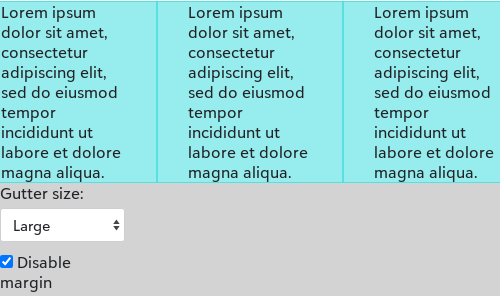 Lorem ipsum
dolor sit amet,
consectetur
adipiscing elit,
sed do eiusmod
tempor
incididunt ut
labore et dolore
magna aliqua.
Lorem ipsum
dolor sit amet,
consectetur
adipiscing elit,
sed do eiusmod
tempor
incididunt ut
labore et dolore
magna aliqua.
Lorem ipsum
dolor sit amet,
consectetur
adipiscing elit,
sed do eiusmod
tempor
incididunt ut
labore et dolore
magna aliqua.
Gutter size:
Large
Disable
margin